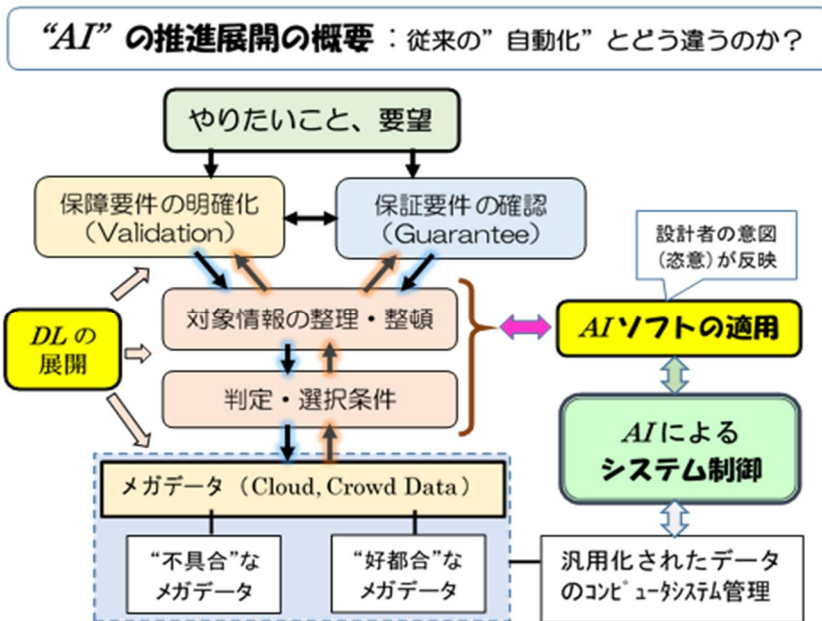 “AI” の推進展開の概要 : 従来の” 自動化” とどう違うのか？
やりたいこと、要望
保障要件の明確化
（Validation）
保証要件の確認
（Guarantee）
設計者の意図
（恣意）が反映
対象情報の整理・整頓
AI ソフトの適用
DL の
展開
判定・選択条件
AI による
システム制御
メガデータ（Cloud, Crowd Data）
“不具合”な
メガデータ
“好都合”な
メガデータ
汎用化されたデータ
のｺﾝﾋﾟｭｰﾀｼｽﾃﾑ管理